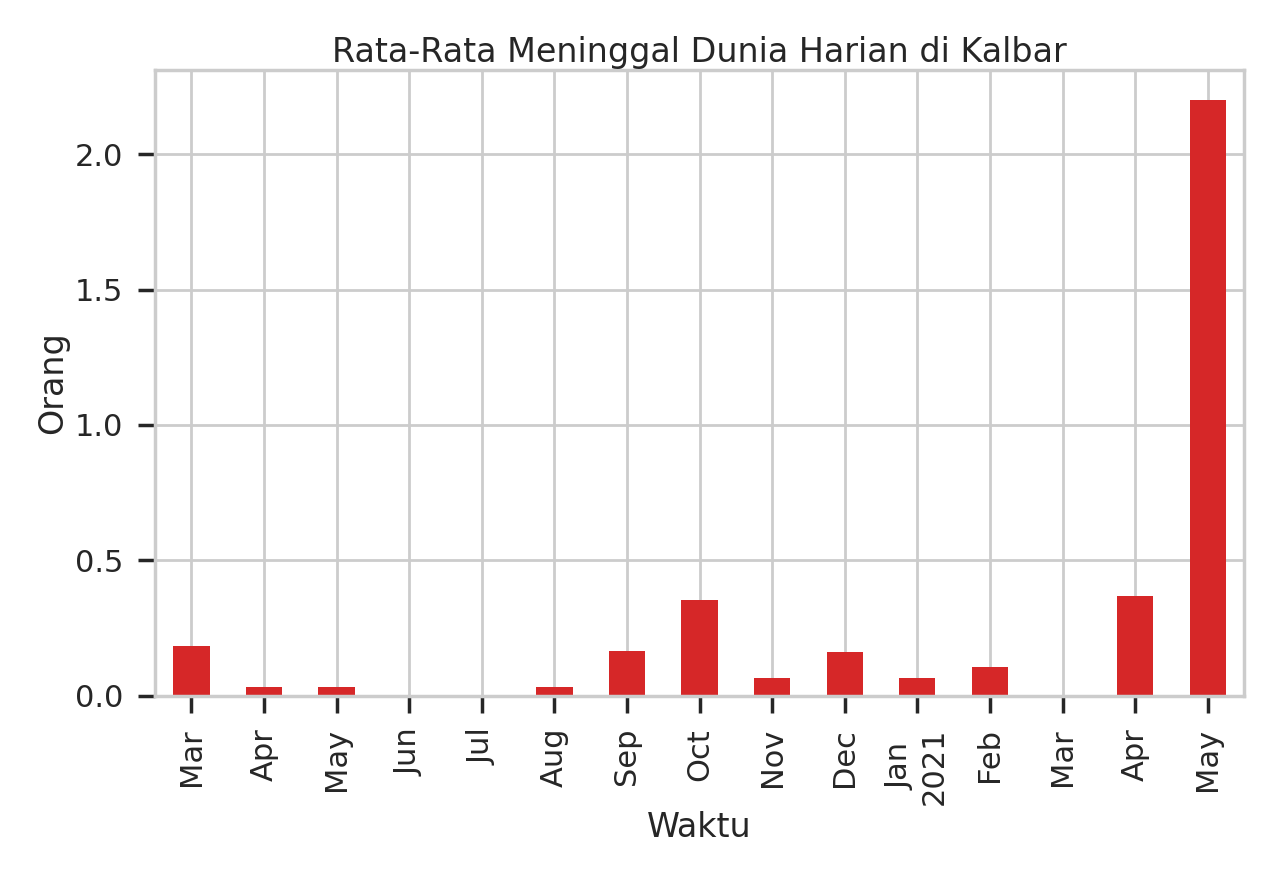 Rata-Rata Meninggal Dunia Harian di Kalbar
Orang
2.0
1.5
1.0
0.5
0.0
Mar
Apr
May
Jun
Jul
Aug
Sep
Oct
Nov
Dec
Jan
2021
Feb
Mar
Apr
May
Waktu